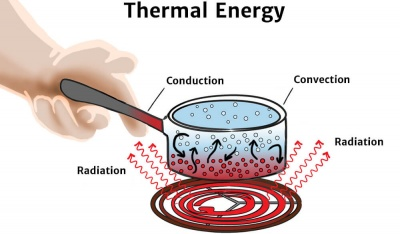 Thermal Energy
Conduction
Convection
Radiation
Radiation